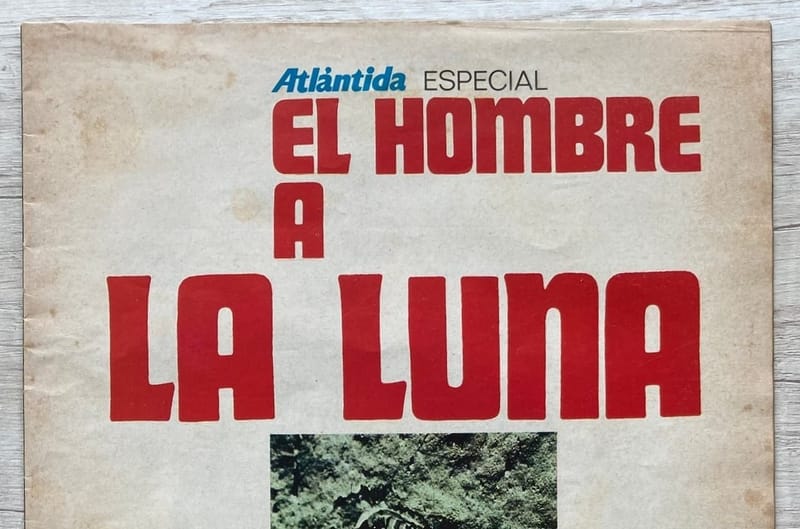 Atlántida ESPECIAL
EL HOMBRE
A
LA LUNA